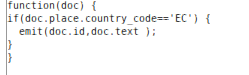 function(doc) {
if(doc.place.country_code=='EC') {
  emit(doc.id,doc.text );
}
}